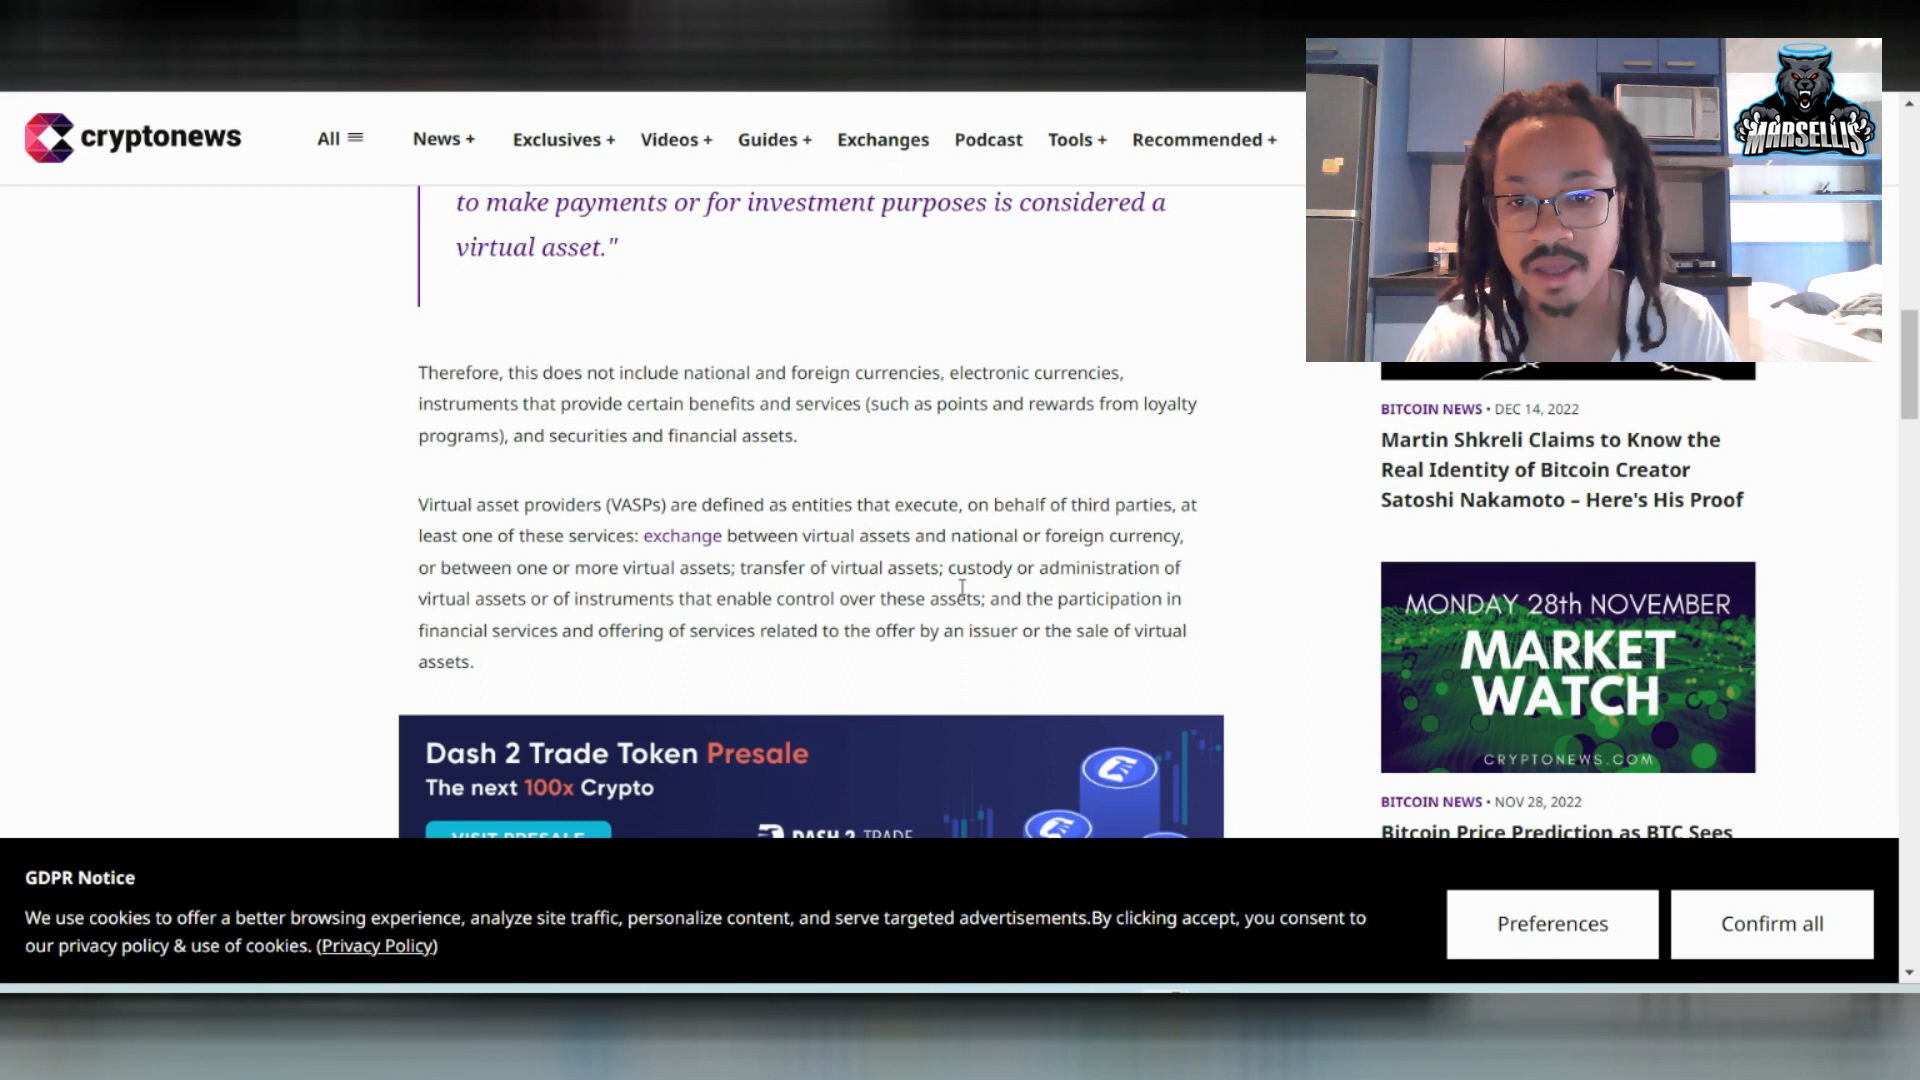 cryptonews
All
News +
Exclusives +
Videos +
Guides +
Exchanges
Podcast
Tools +
Recommended +
MARSELLIS
to make payments or for investment purposes is considered a
virtual asset."
Therefore, this does not include national and foreign currencies, electronic currencies,
instruments that provide certain benefits and services (such as points and rewards from loyalty
programs), and securities and financial assets.
Virtual asset providers (VASPs) are defined as entities that execute, on behalf of third parties, at
least one of these services: exchange between virtual assets and national or foreign currency,
or between one or more virtual assets; transfer of virtual assets; custody or administration of
virtual assets or of instruments that enable control over these assets; and the participation in
financial services and offering of services related to the offer by an issuer or the sale of virtual
assets.
Dash 2 Trade Token Presale
The next 100x Crypto
VISIT PRESALE
DASH 2 TRADE
BITCOIN NEWS • DEC 14, 2022
Martin Shkreli Claims to Know the
Real Identity of Bitcoin Creator
Satoshi Nakamoto – Here's His Proof
MONDAY 28th NOVEMBER
MARKET
WATCH
CRYPTONEWS.COM
BITCOIN NEWS • NOV 28, 2022
Bitcoin Price Prediction as BTC Sees
GDPR Notice
We use cookies to offer a better browsing experience, analyze site traffic, personalize content, and serve targeted advertisements.By clicking accept, you consent to
our privacy policy & use of cookies. (Privacy Policy)
Preferences
Confirm all